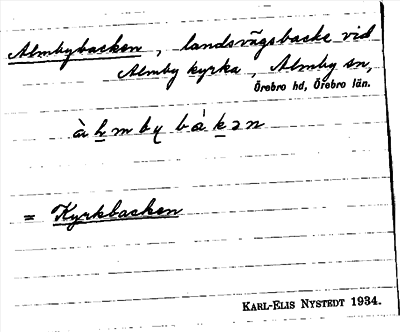 Almbybacken, landsvägsbacke vid
Almby kyrka, Almby sn,
Örebro hd, Örebro län.
= Kyrkbacken
KARL-ELIS NYSTEDT 1934.